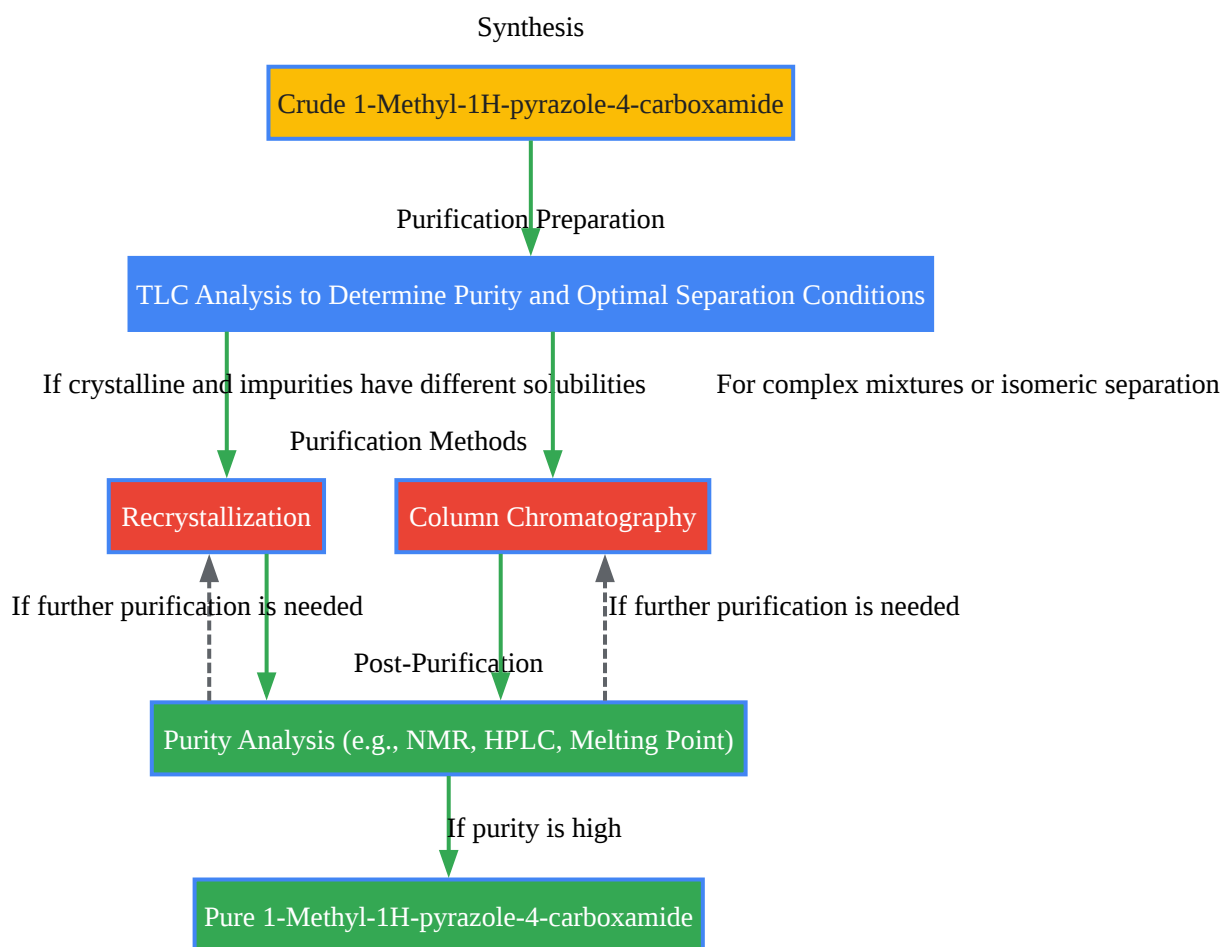 Synthesis
Crude 1-Methyl-1H-pyrazole-4-carboxamide
Purification Preparation
TLC Analysis to Determine Purity and Optimal Separation Conditions
If crystalline and impurities have different solubilities
For complex mixtures or isomeric separation
Purification Methods
Recrystallization
Column Chromatography
If further purification is needed
If further purification is needed
Post-Purification
Purity Analysis (e.g., NMR, HPLC, Melting Point)
If purity is high
Pure 1-Methyl-1H-pyrazole-4-carboxamide